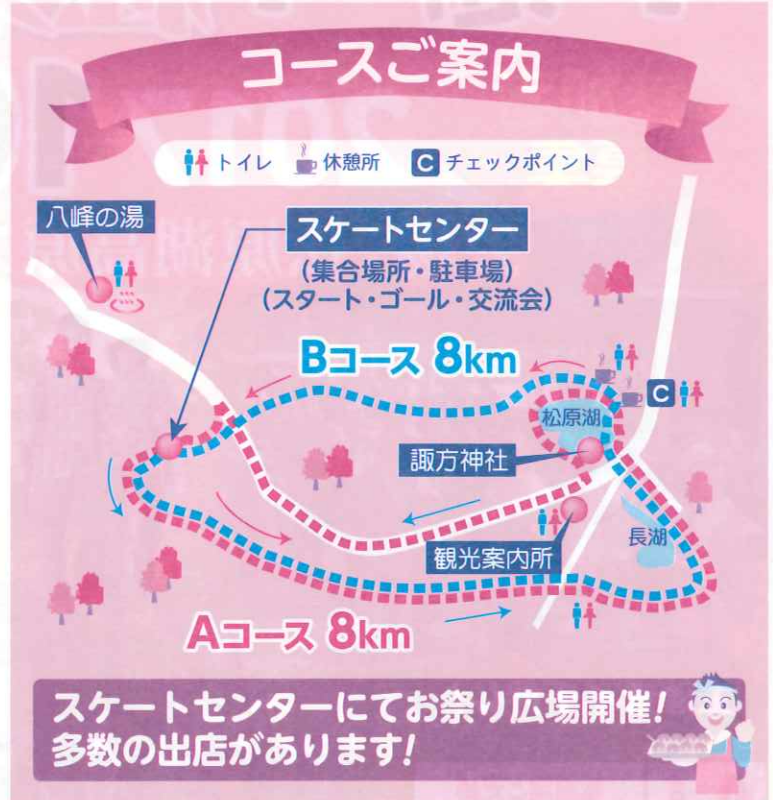 コースご案内
トイレ 休憩所 C チェックポイント
八峰の湯
スケートセンター
(集合場所・駐車場)
(スタート・ゴール・交流会)
Bコース 8km
C
松原湖
諏方神社
長湖
観光案内所
Aコース 8km
スケートセンターにてお祭り広場開催!
多数の出店があります!